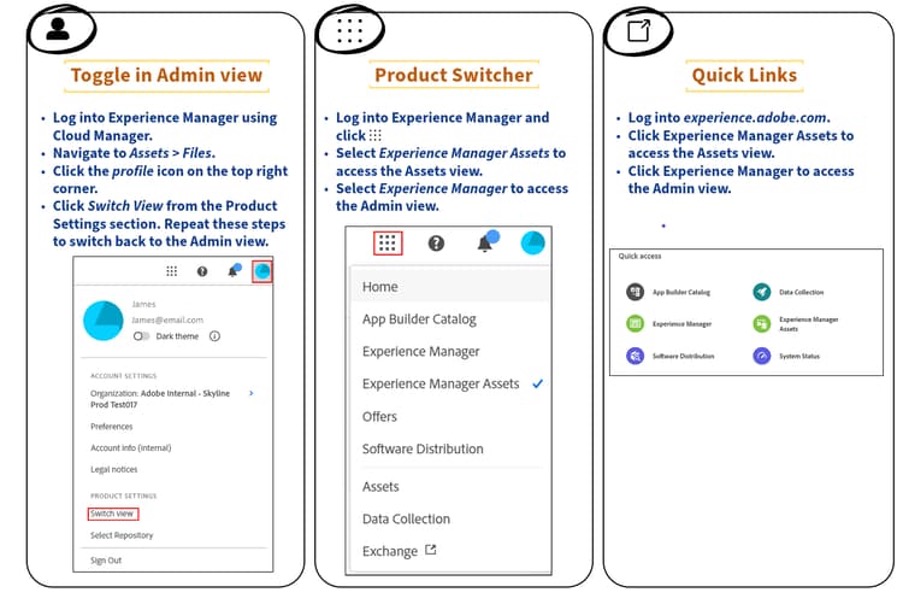 Toggle in Admin view
• Log into Experience Manager using
Cloud Manager.
• Navigate to Assets > Files.
• Click the profile icon on the top right
corner.
• Click Switch View from the Product
Settings section. Repeat these steps
to switch back to the Admin view.
James
James@email.com
Dark theme
ACCOUNT SETTINGS
Organization: Adobe Internal - Skyline
Prod Test017
Preferences
Account info (internal)
Legal notices
PRODUCT SETTINGS
Switch view
Select Repository
Sign Out
Product Switcher
• Log into Experience Manager and
click
• Select Experience Manager Assets to
access the Assets view.
• Select Experience Manager to access
the Admin view.
Home
App Builder Catalog
Experience Manager
Experience Manager Assets
Offers
Software Distribution
Assets
Data Collection
Exchange
Quick Links
• Log into experience.adobe.com.
• Click Experience Manager Assets to
access the Assets view.
• Click Experience Manager to access
the Admin view.
•
Quick access
App Builder Catalog
Data Collection
Experience Manager
Experience Manager
Assets
Software Distribution
System Status